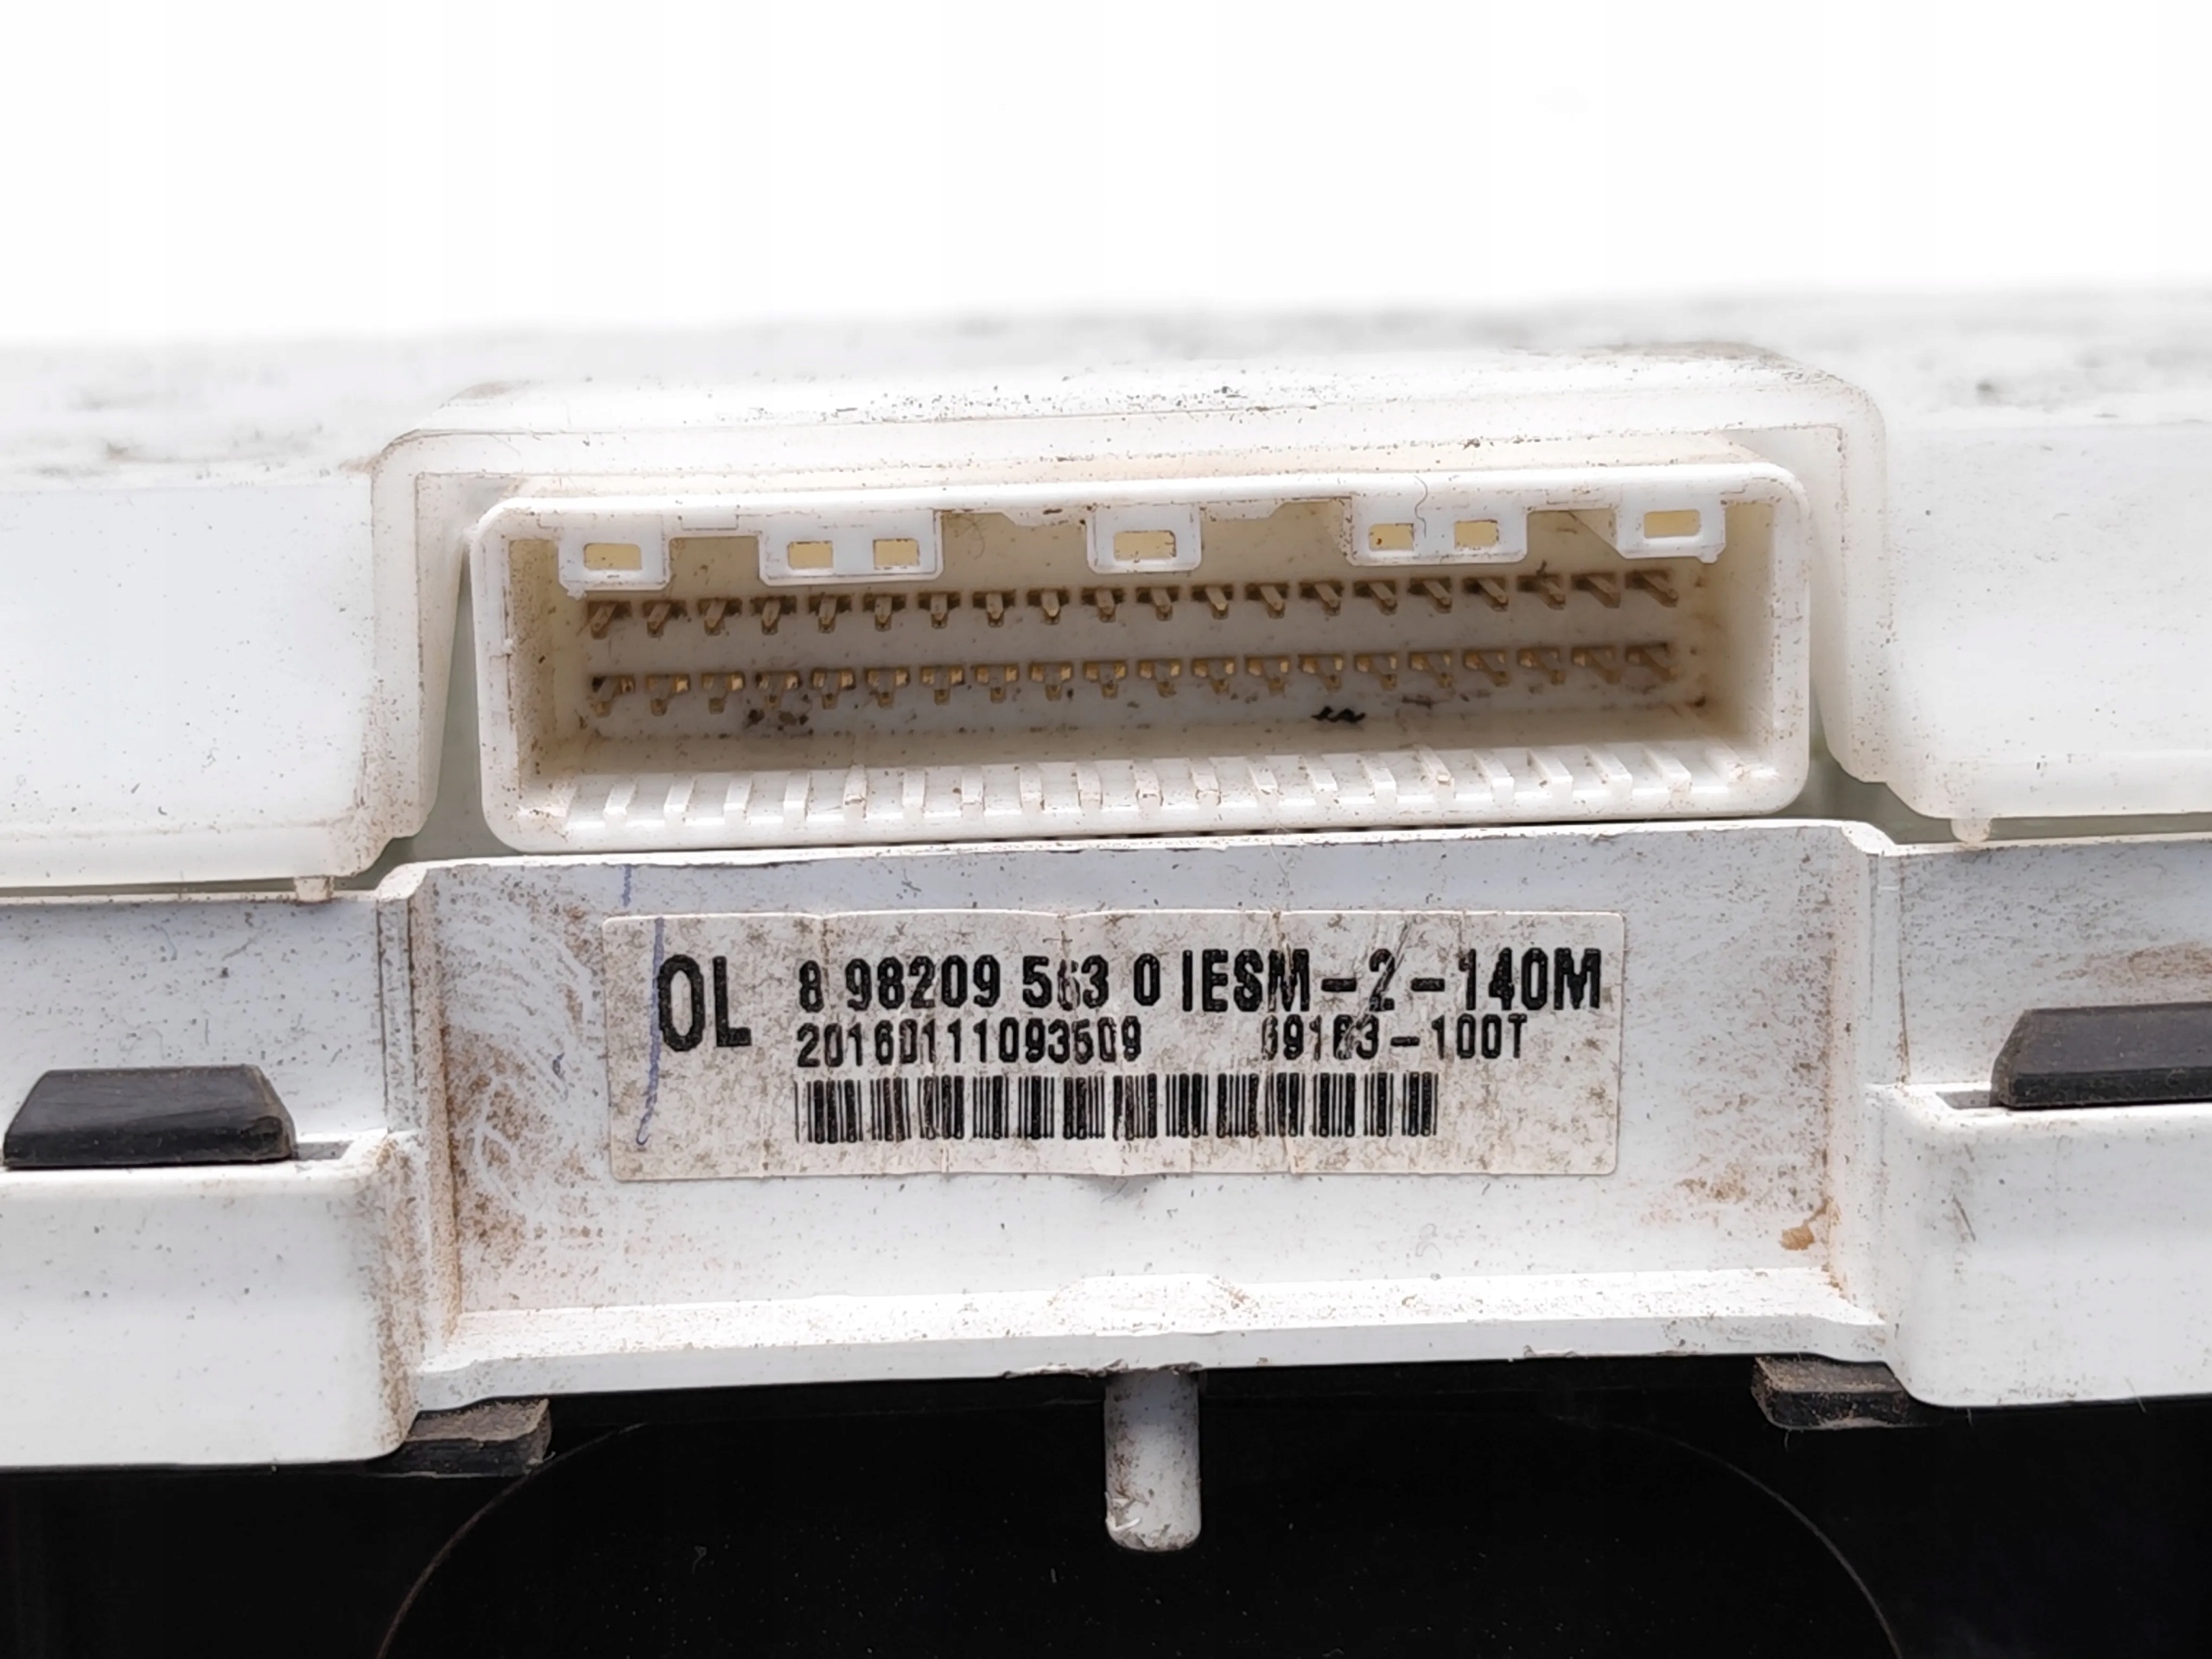 OL 8 98209 563 0 IESM-2-140M
20160111093509 69163-100T